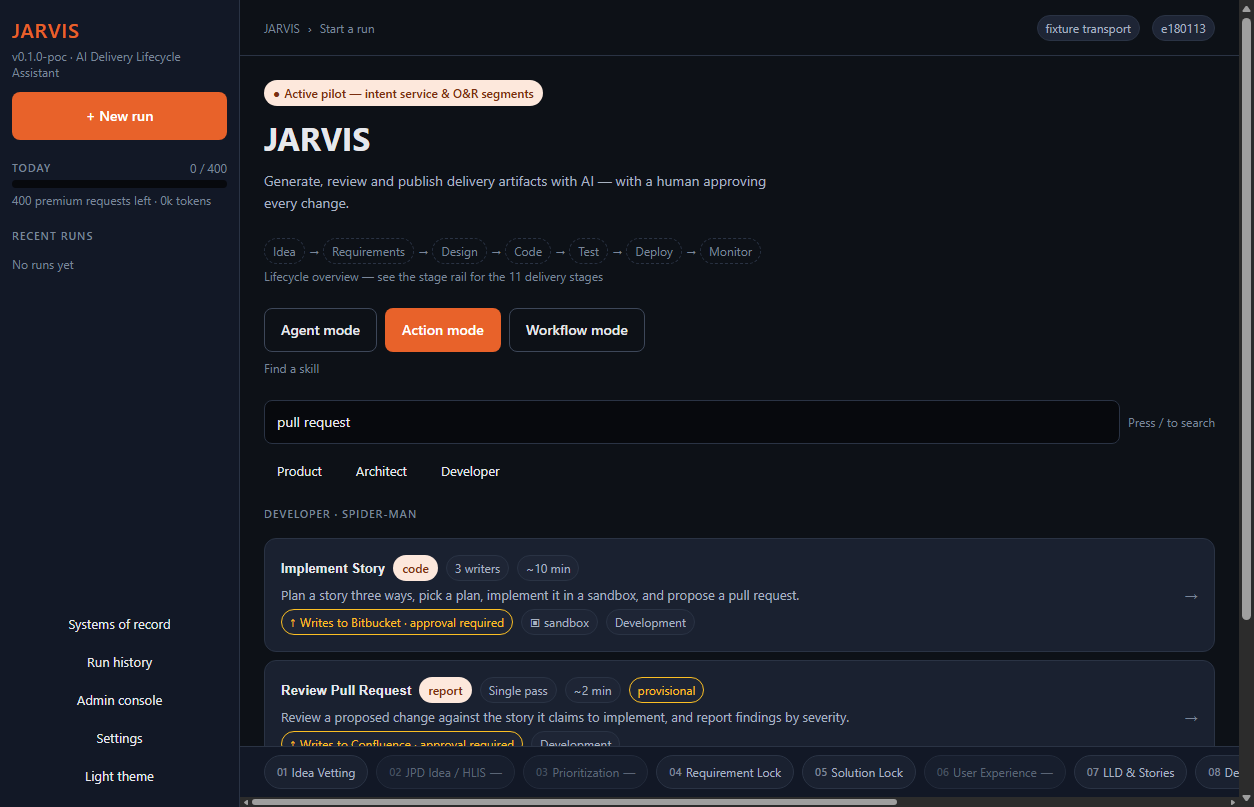 JARVIS
v0.1.0-poc · AI Delivery Lifecycle
Assistant
+ New run
TODAY 0 / 400
400 premium requests left · 0k tokens
RECENT RUNS
No runs yet
Systems of record
Run history
Admin console
Settings
Light theme
JARVIS › Start a run
fixture transport e180113
● Active pilot — intent service & O&R segments
JARVIS
Generate, review and publish delivery artifacts with AI — with a human approving
every change.
Idea → Requirements → Design → Code → Test → Deploy → Monitor
Lifecycle overview — see the stage rail for the 11 delivery stages
Agent mode Action mode Workflow mode
Find a skill
pull request Press / to search
Product Architect Developer
DEVELOPER · SPIDER-MAN
Implement Story code 3 writers ~10 min
Plan a story three ways, pick a plan, implement it in a sandbox, and propose a pull request. →
↑ Writes to Bitbucket · approval required ▣ sandbox Development
Review Pull Request report Single pass ~2 min provisional
Review a proposed change against the story it claims to implement, and report findings by severity. →
↑ Writes to Confluence · approval required Development
01 Idea Vetting 02 JPD Idea / HLIS — 03 Prioritization — 04 Requirement Lock 05 Solution Lock 06 User Experience — 07 LLD & Stories 08 De